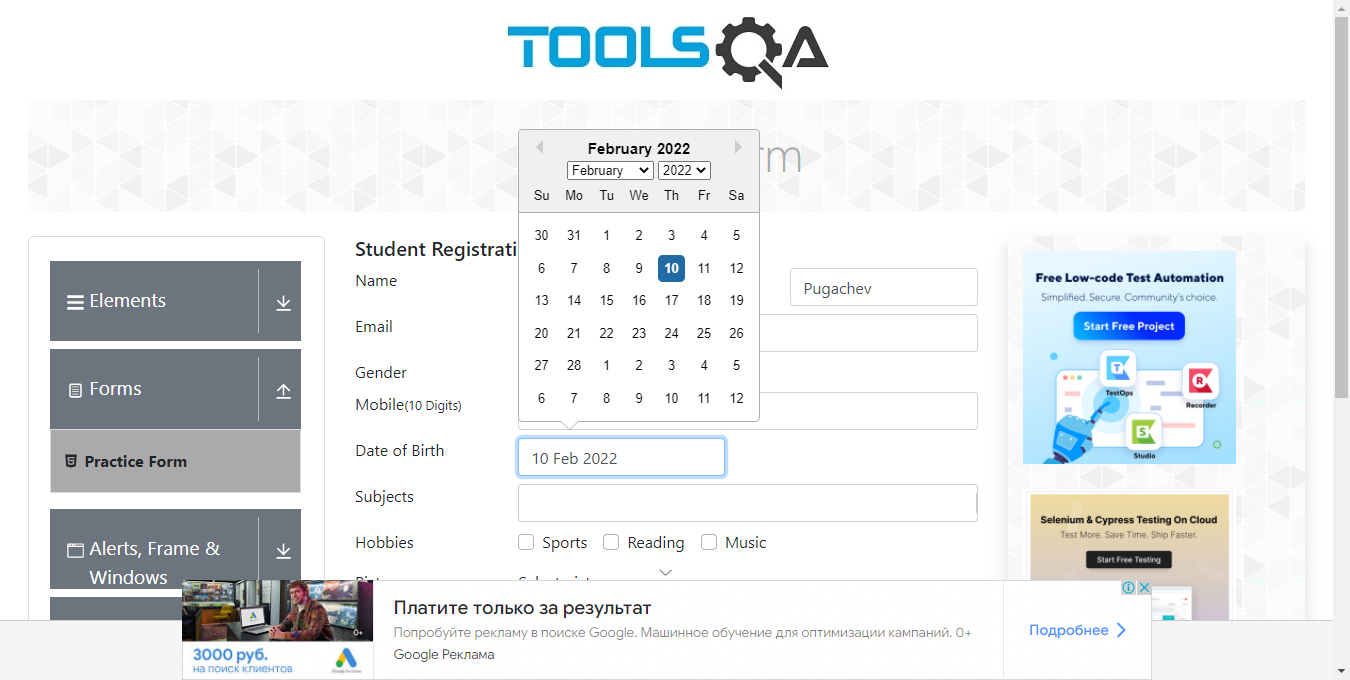 TOOLSQA
rm
February 2022
February 2022
Su Mo Tu We Th Fr Sa
30 31 1 2 3 4 5
6 7 8 9 10 11 12
13 14 15 16 17 18 19
20 21 22 23 24 25 26
27 28 1 2 3 4 5
6 7 8 9 10 11 12
Elements
Forms
Practice Form
Alerts, Frame &
Windows
Student Registrati
Name
Pugachev
Email
Gender
Mobile(10 Digits)
Date of Birth
10 Feb 2022
Subjects
Hobbies
Sports Reading Music
Free Low-code Test Automation
Simplified. Secure. Community's choice.
Start Free Project
TestOps
Recorder
Studio
Selenium & Cypress Testing On Cloud
Test More. Save Time. Ship Faster.
Start Free Testing
0+
3000 руб.
на поиск клиентов
Платите только за результат
Попробуйте рекламу в поиске Google. Машинное обучение для оптимизации кампаний. 0+
Google Реклама
Подробнее